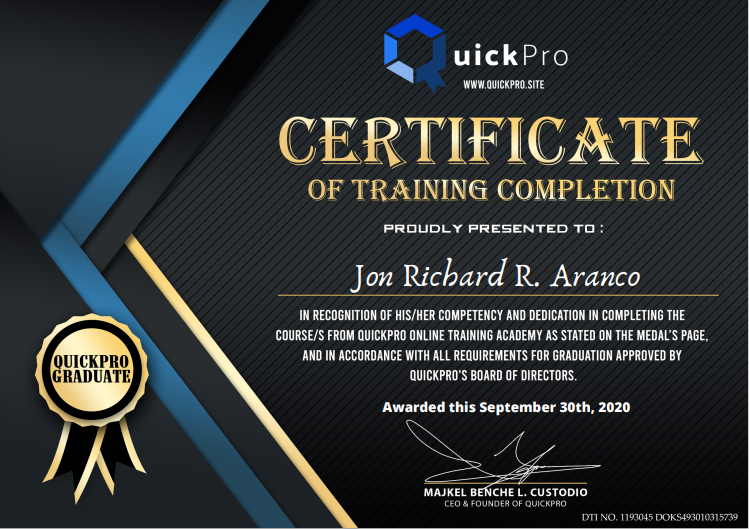 QuickPro
WWW.QUICKPRO.SITE
CERTIFICATE
OF TRAINING COMPLETION
PROUDLY PRESENTED TO :
Jon Richard R. Aranco
IN RECOGNITION OF HIS/HER COMPETENCY AND DEDICATION IN COMPLETING THE
COURSE/S FROM QUICKPRO ONLINE TRAINING ACADEMY AS STATED ON THE MEDAL'S PAGE,
AND IN ACCORDANCE WITH ALL REQUIREMENTS FOR GRADUATION APPROVED BY
QUICKPRO'S BOARD OF DIRECTORS.
QUICKPRO
GRADUATE
Awarded this September 30th, 2020
MAJKEL BENCHE L. CUSTODIO
CEO & FOUNDER OF QUICKPRO
DTI NO. 1193045 DOKS493010315739